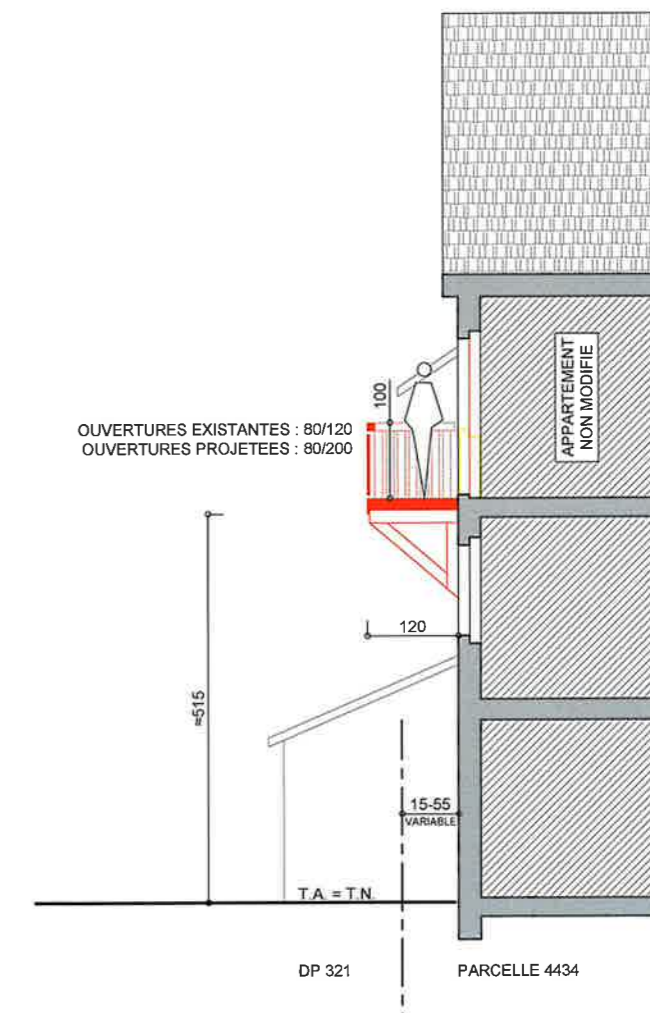 APPARTEMENT
NON MODIFIE
100
OUVERTURES EXISTANTES : 80/120
OUVERTURES PROJETEES : 80/200
120
≈515
15-55
VARIABLE
T.A. = T.N.
DP 321
PARCELLE 4434